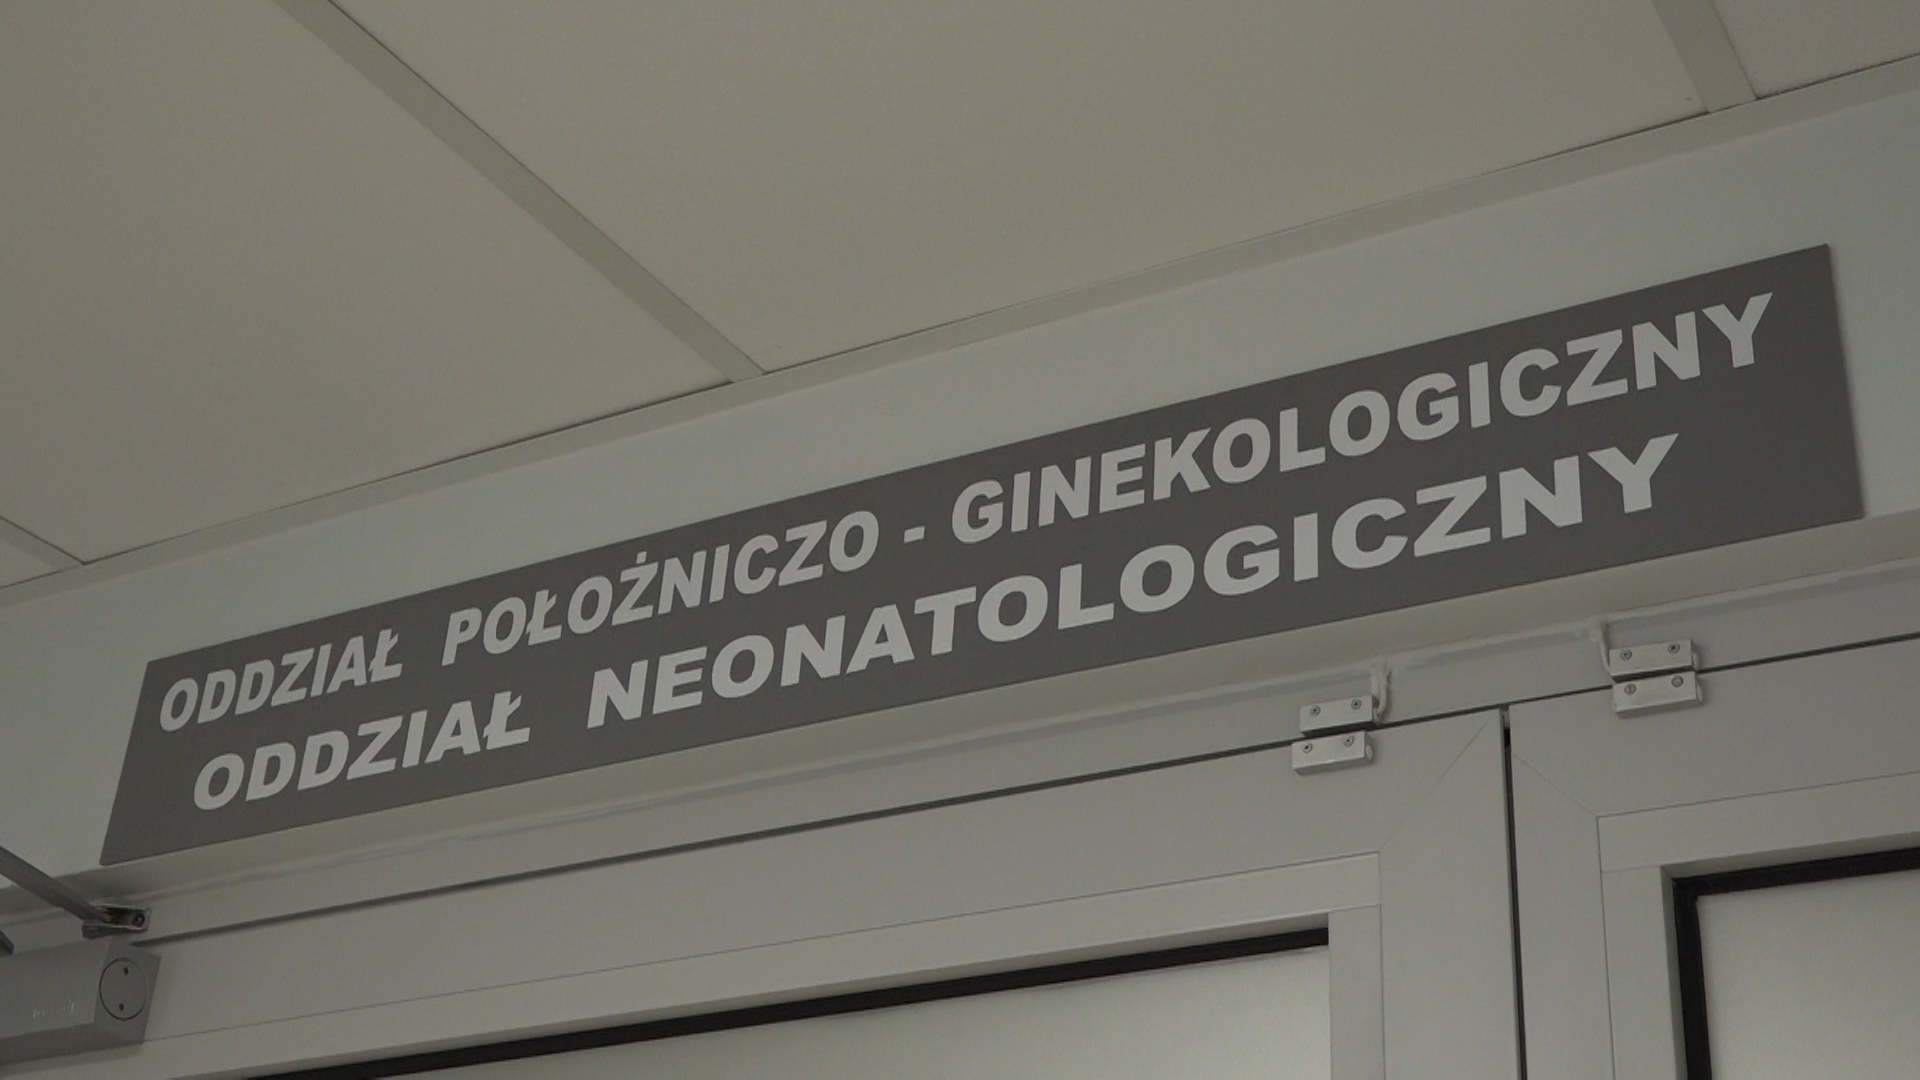 ODDZIAŁ POŁOŻNICZO - GINEKOLOGICZNY
ODDZIAŁ NEONATOLOGICZNY